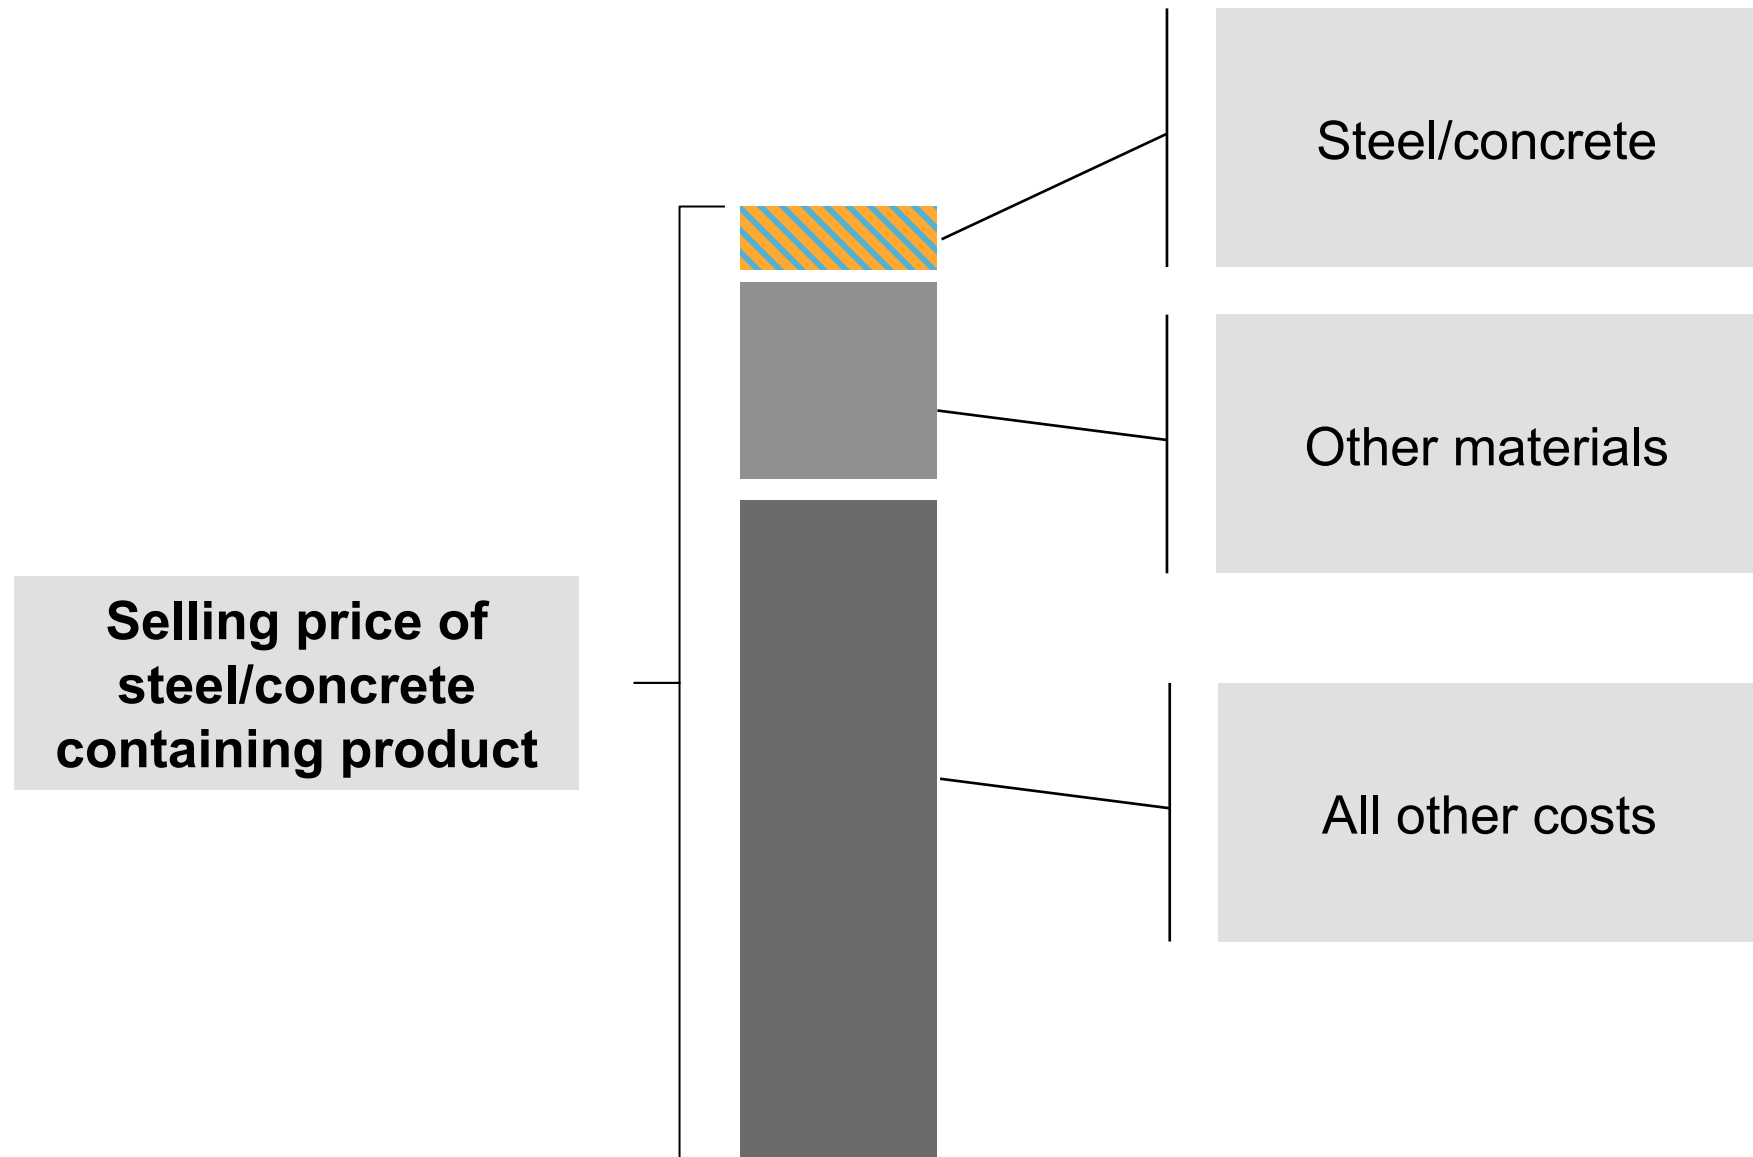 Steel/concrete
Other materials
Selling price of
steel/concrete
containing product
All other costs